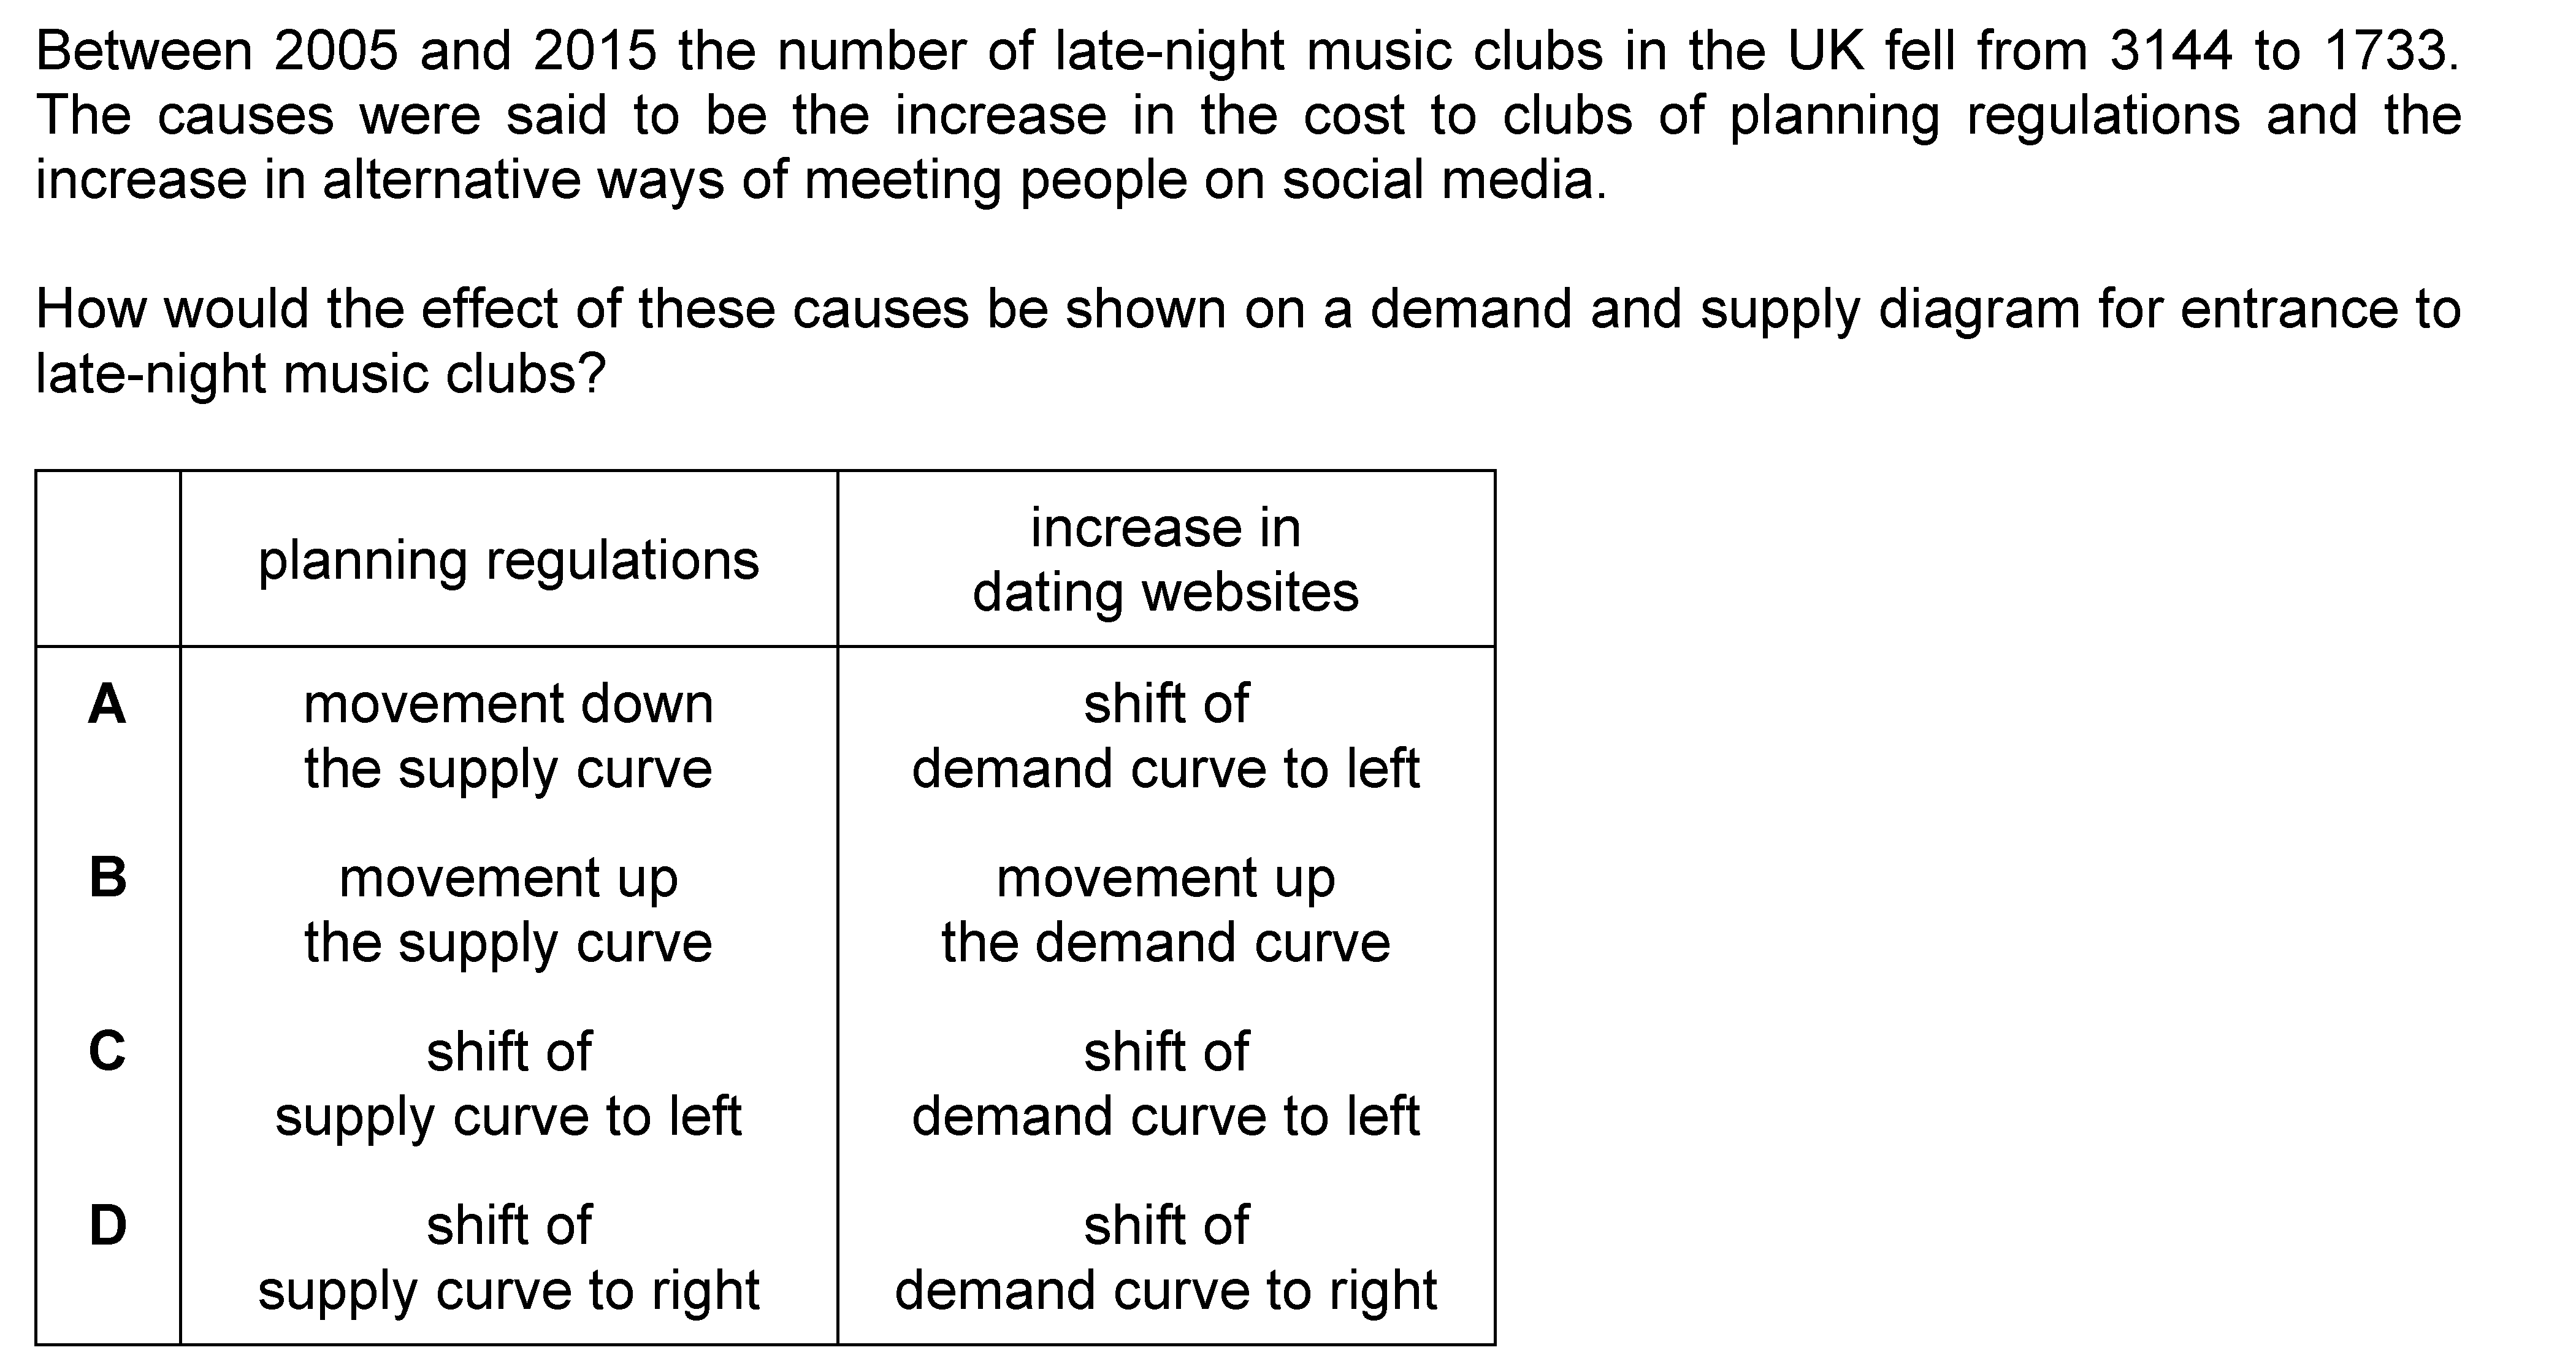 Between 2005 and 2015 the number of late-night music clubs in the UK fell from 3144 to 1733.
The causes were said to be the increase in the cost to clubs of planning regulations and the
increase in alternative ways of meeting people on social media.
How would the effect of these causes be shown on a demand and supply diagram for entrance to
late-night music clubs?
planning regulations
increase in
dating websites
A
movement down
the supply curve
shift of
demand curve to left
B
movement up
the supply curve
movement up
the demand curve
C
shift of
supply curve to left
shift of
demand curve to left
D
shift of
supply curve to right
shift of
demand curve to right